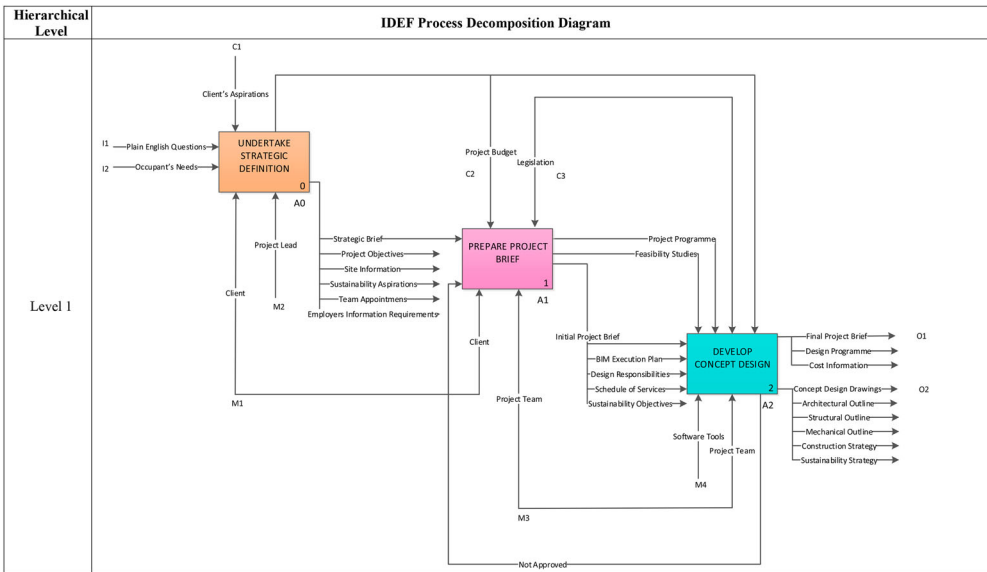 Hierarchical
Level
IDEF Process Decomposition Diagram
Level 1
C1
Client's Aspirations
I1
Plain English Questions
I2
Occupant's Needs
UNDERTAKE
STRATEGIC
DEFINITION
0
A0
Project Budget
C2
Legislation
C3
Project Lead
M2
Client
M1
Strategic Brief
Project Objectives
Site Information
Sustainability Aspirations
Team Appointmens
Employers Information Requirements
PREPARE PROJECT
BRIEF
1
A1
Client
Project Team
M3
Project Programme
Feasibility Studies
Initial Project Brief
BIM Execution Plan
Design Responsibilities
Schedule of Services
Sustainability Objectives
DEVELOP
CONCEPT DESIGN
2
A2
Software Tools
M4
Project Team
Not Approved
Final Project Brief
O1
Design Programme
Cost Information
Concept Design Drawings
O2
Architectural Outline
Structural Outline
Mechanical Outline
Construction Strategy
Sustainability Strategy